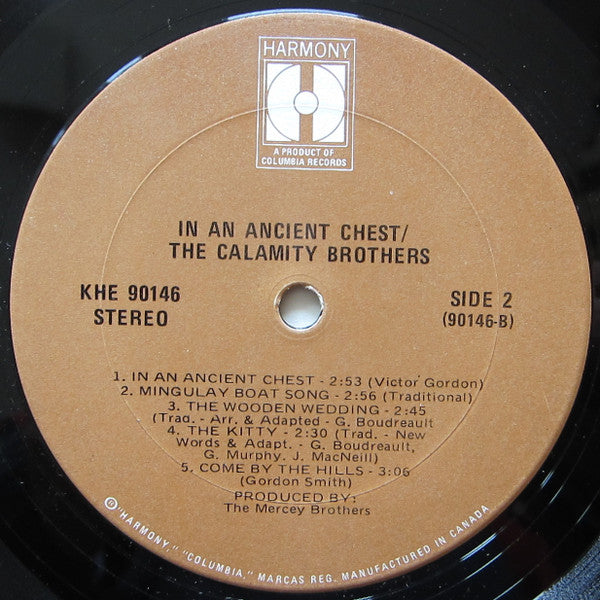 HARMONY
A PRODUCT OF
COLUMBIA RECORDS
IN AN ANCIENT CHEST/
THE CALAMITY BROTHERS
KHE 90146
STEREO
SIDE 2
(90146-B)
1. IN AN ANCIENT CHEST - 2:53 (Victor Gordon)
2. MINGULAY BOAT SONG - 2:56 (Traditional)
3. THE WOODEN WEDDING - 2:45
(Trad. - Arr. & Adapted - G. Boudreault
4. THE KITTY - 2:30 (Trad. - New
Words & Adapt. - G. Boudreault,
G. Murphy. J. MacNeill)
5. COME BY THE HILLS - 3:06
(Gordon Smith)
PRODUCED BY:
The Mercey Brothers
® "HARMONY," "COLUMBIA," MARCAS REG. MANUFACTURED IN CANADA